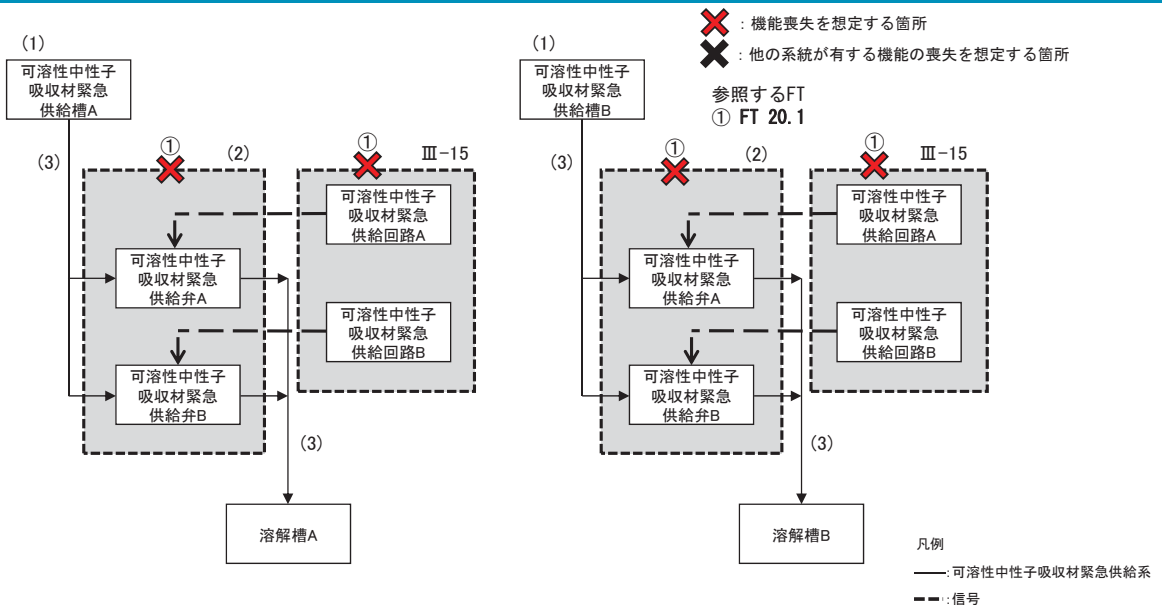 ：機能喪失を想定する箇所
：他の系統が有する機能の喪失を想定する箇所
参照するFT
① FT 20.1
(1)
可溶性中性子
吸収材緊急
供給槽A
(3)
①
(2)
①
Ⅲ-15
可溶性中性子
吸収材緊急
供給回路A
可溶性中性子
吸収材緊急
供給弁A
可溶性中性子
吸収材緊急
供給回路B
可溶性中性子
吸収材緊急
供給弁B
(3)
溶解槽A
(1)
可溶性中性子
吸収材緊急
供給槽B
(3)
①
(2)
①
Ⅲ-15
可溶性中性子
吸収材緊急
供給回路A
可溶性中性子
吸収材緊急
供給弁A
可溶性中性子
吸収材緊急
供給回路B
可溶性中性子
吸収材緊急
供給弁B
(3)
溶解槽B
凡例
:可溶性中性子吸収材緊急供給系
:信号